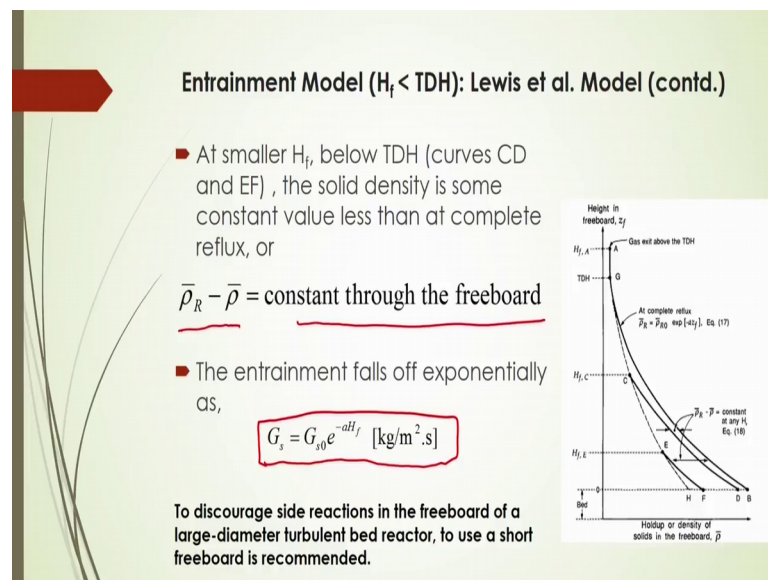 Entrainment Model (Hf < TDH): Lewis et al. Model (contd.)
At smaller Hf, below TDH (curves CD
and EF) , the solid density is some
constant value less than at complete
reflux, or
ρ̄R − ρ̄ = constant through the freeboard
The entrainment falls off exponentially
as,
Gs = Gs0e^−aHf [kg/m².s]
To discourage side reactions in the freeboard of a
large-diameter turbulent bed reactor, to use a short
freeboard is recommended.
Height in
freeboard, zf
Hf, A
A
Gas exit above the TDH
TDH
G
At complete reflux
ρ̄R = ρ̄R0 exp [-azf], Eq. (17)
Hf, C
C
ρ̄R - ρ̄ = constant
at any H,
Eq. (18)
E
Hf, E
0
H F D B
Bed
Holdup or density of
solids in the freeboard, ρ̄